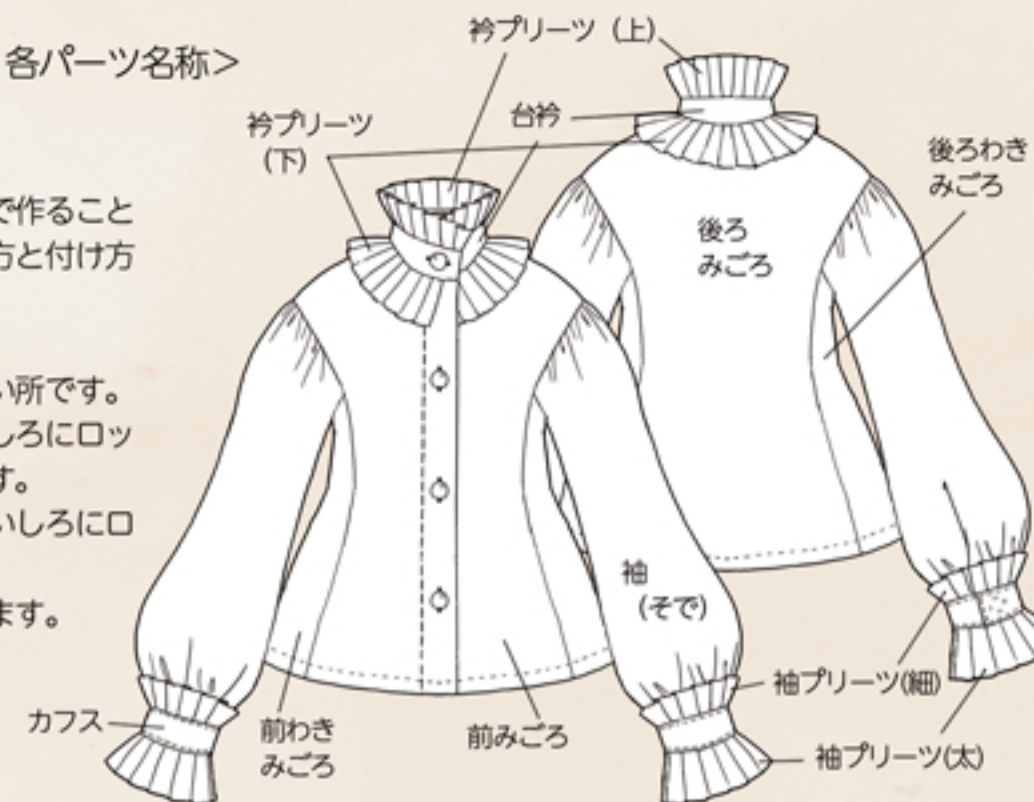 各パーツ名称＞
で作ること
方と付け方
い所です。
しろにロッ
す。
いしろにロ
ます。
衿プリーツ（上）
衿プリーツ
（下）
台衿
後ろわき
みごろ
後ろ
みごろ
袖
（そで）
カフス
前わき
みごろ
前みごろ
袖プリーツ(細)
袖プリーツ(太)